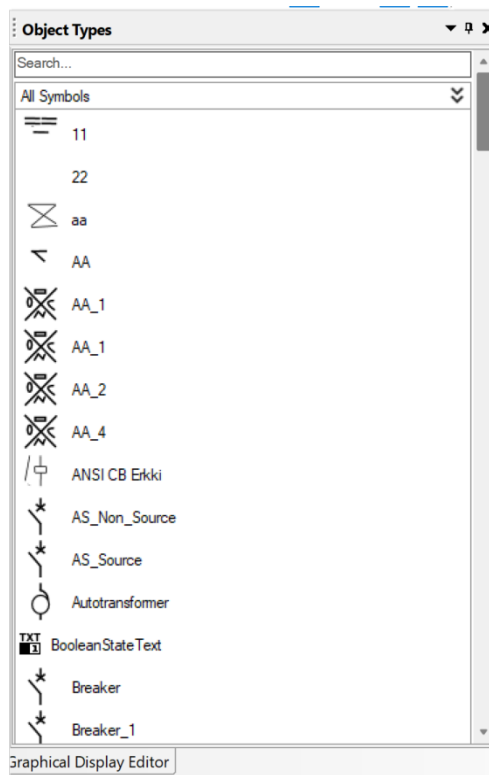 Object Types
Search...
All Symbols
11
22
aa
AA
AA_1
AA_1
AA_2
AA_4
ANSI CB Erkki
AS_Non_Source
AS_Source
Autotransformer
TXT
1
BooleanStateText
Breaker
Breaker_1
Graphical Display Editor